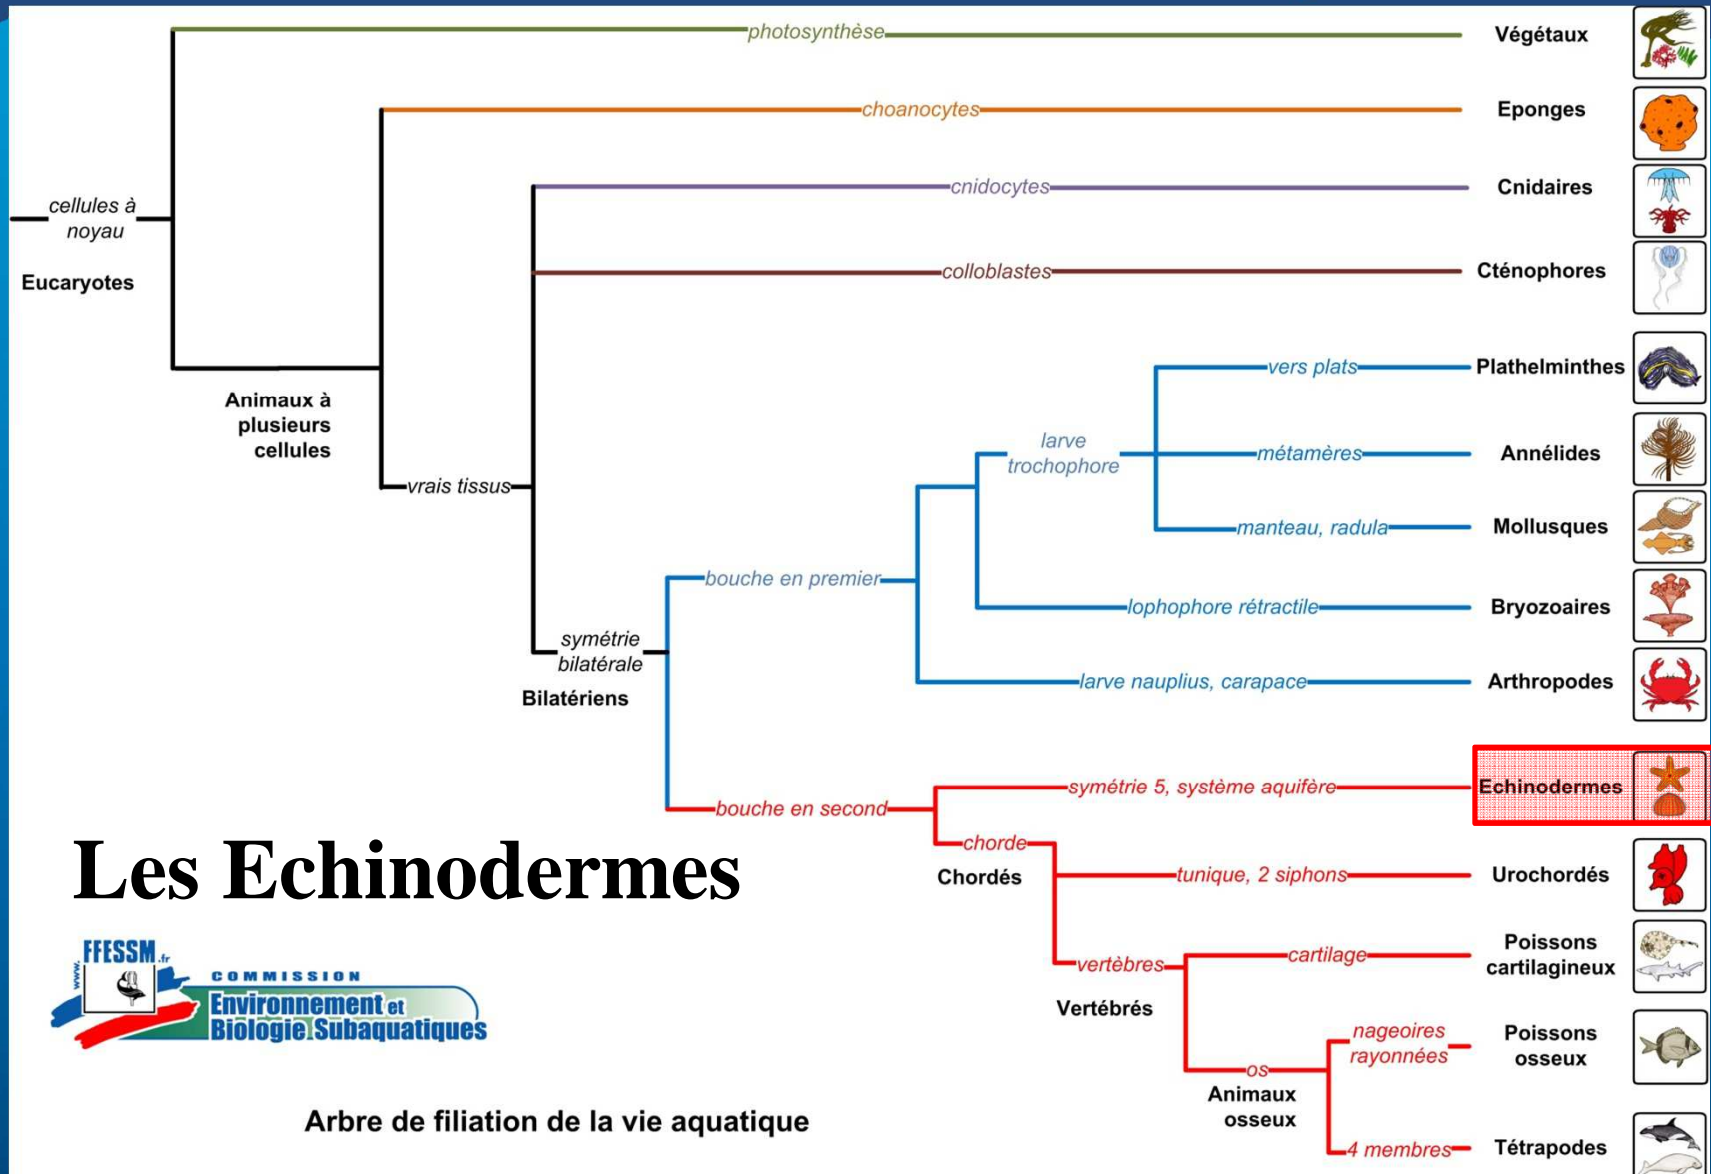 photosynthèse
Végétaux
choanocytes
Eponges
cnidocytes
Cnidaires
cellules à
noyau
Eucaryotes
colloblastes
Cténophores
vers plats
Plathelminthes
Animaux à
plusieurs
cellules
larve
trochophore
métamères
Annélides
vrais tissus
manteau, radula
Mollusques
bouche en premier
lophophore rétractile
Bryozoaires
symétrie
bilatérale
Bilatériens
larve nauplius, carapace
Arthropodes
symétrie 5, système aquifère
Echinodermes
bouche en second
chorde
Chordés
Les Echinodermes
tunique, 2 siphons
Urochordés
vertèbres
Vertébrés
cartilage
Poissons
cartilagineux
www.FFESSM.fr
COMMISSION
Environnement et
Biologie Subaquatiques
nageoires
rayonnées
Poissons
osseux
os
Animaux
osseux
Arbre de filiation de la vie aquatique
4 membres
Tétrapodes